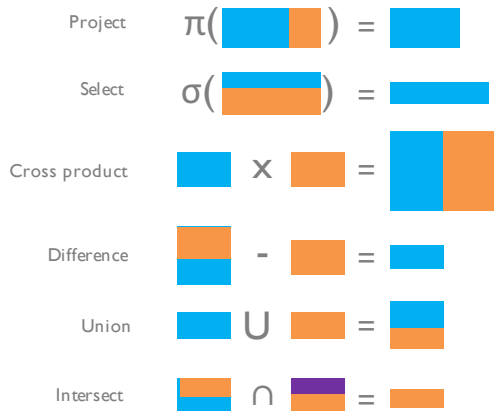 Project π( ) =
Select σ( ) =
Cross product x =
Difference - =
Union U =
Intersect ∩ =